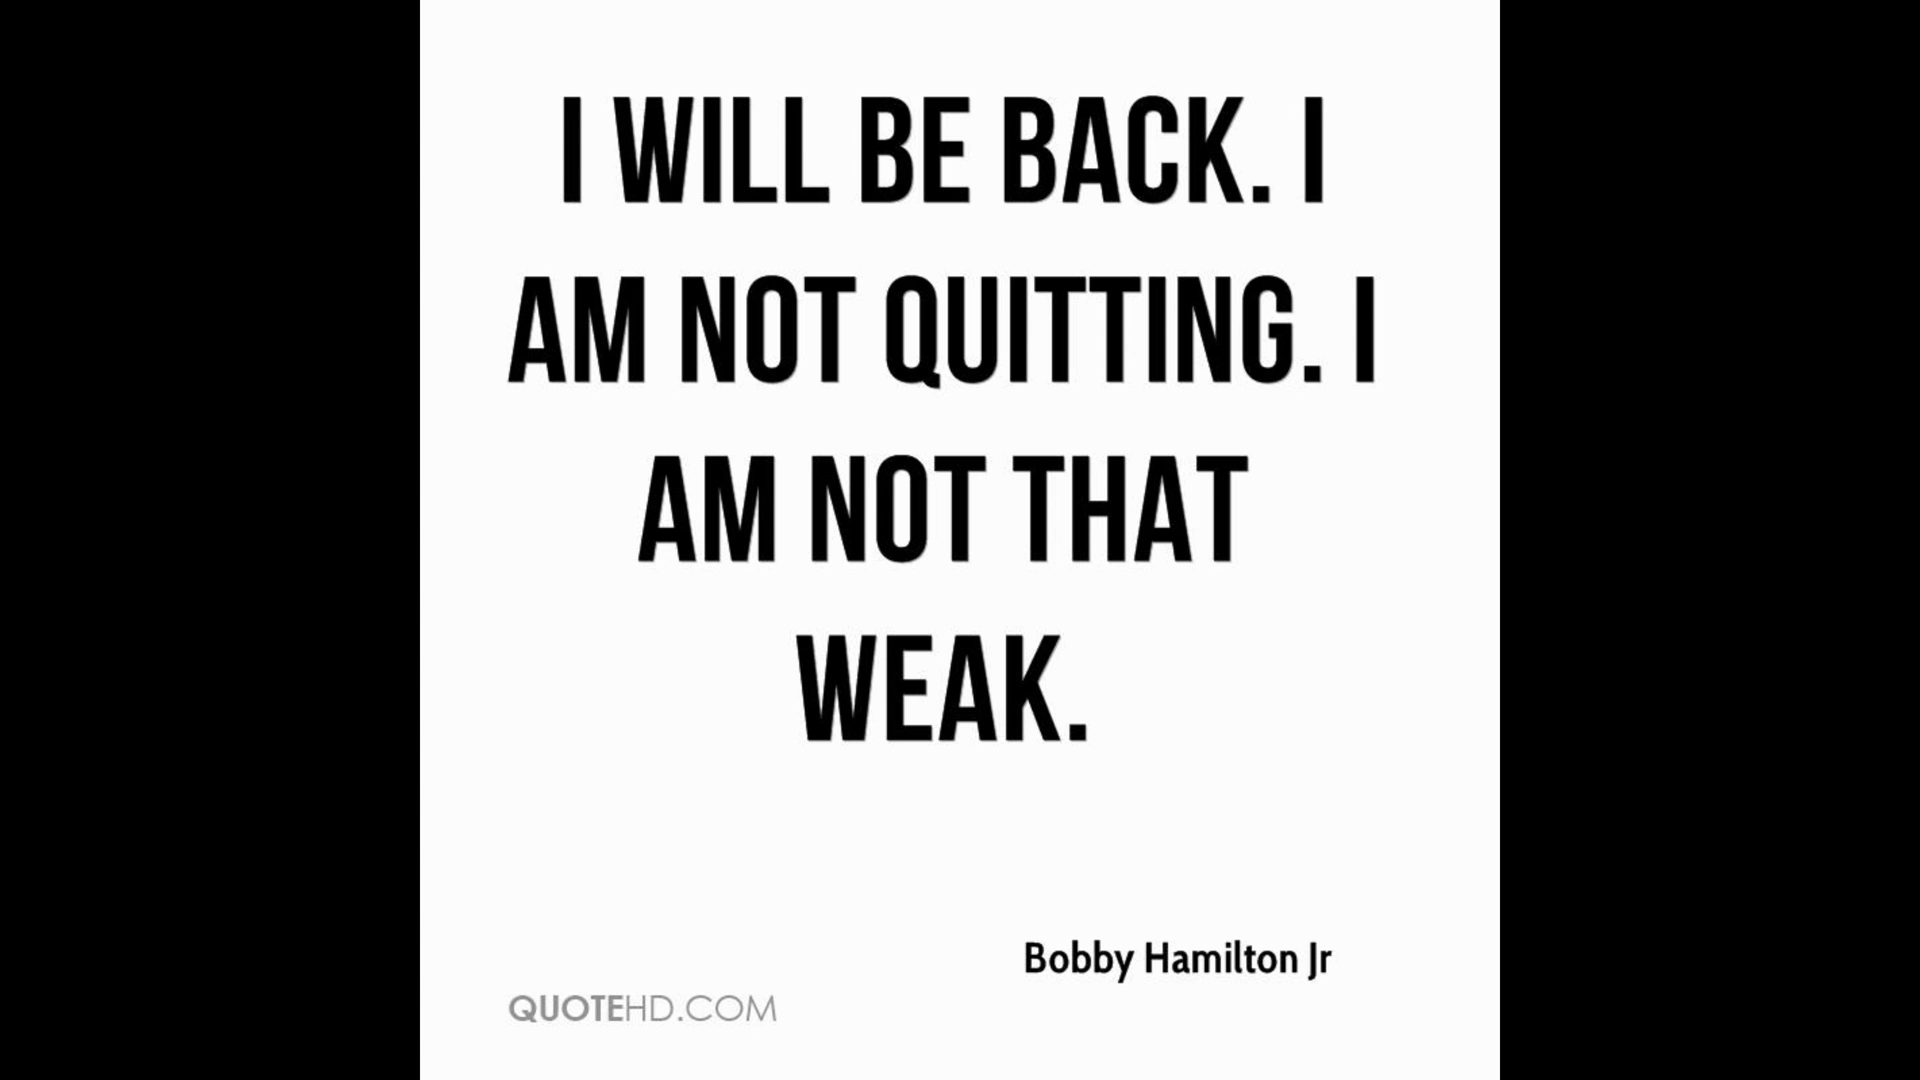 I WILL BE BACK. I
AM NOT QUITTING. I
AM NOT THAT
WEAK.
Bobby Hamilton Jr
QUOTEHD.COM